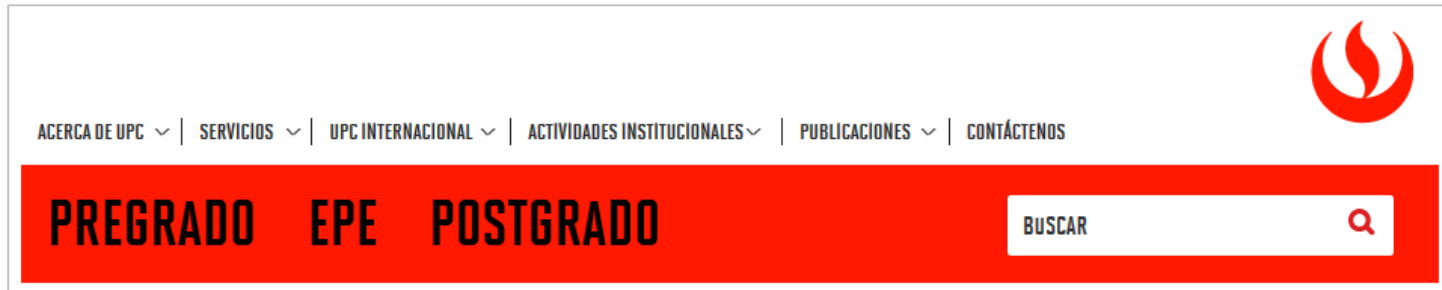 ACERCA DE UPC SERVICIOS UPC INTERNACIONAL ACTIVIDADES INSTITUCIONALES PUBLICACIONES CONTÁCTENOS
PREGRADO EPE POSTGRADO BUSCAR